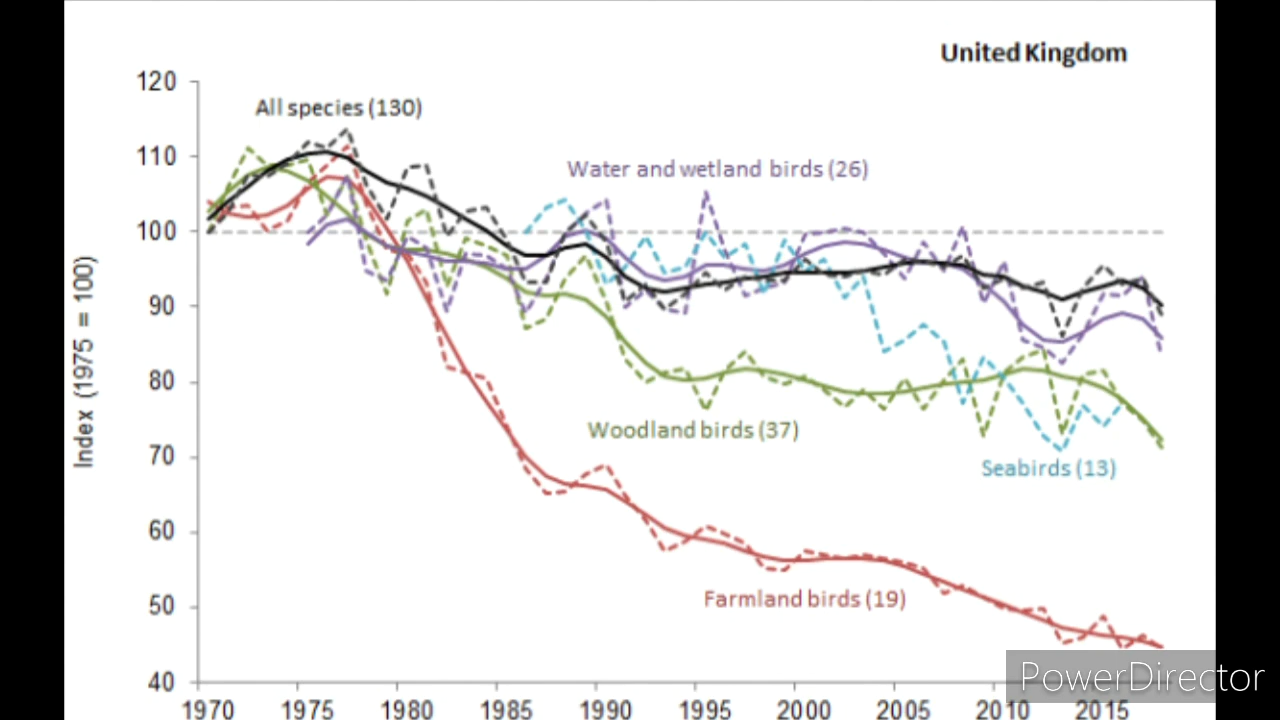 United Kingdom
120
All species (130)
110
Water and wetland birds (26)
100
90
Index (1975 = 100)
80
Woodland birds (37)
70
Seabirds (13)
60
Farmland birds (19)
50
40
PowerDirector
1970 1975 1980 1985 1990 1995 2000 2005 2010 2015